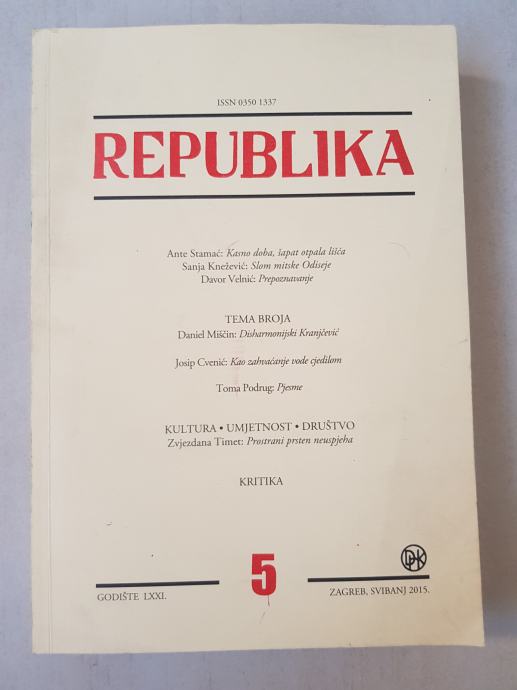 ISSN 0350 1337
REPUBLIKA
Ante Stamać: Kasno doba, šapat otpala lišća
Sanja Knežević: Slom mitske Odiseje
Davor Velnić: Prepoznavanje
TEMA BROJA
Daniel Miščin: Disharmonijski Kranjčević
Josip Cvenić: Kao zahvaćanje vode cjedilom
Toma Podrug: Pjesme
KULTURA • UMJETNOST • DRUŠTVO
Zvjezdana Timet: Prostrani prsten neuspjeha
KRITIKA
DHK
GODIŠTE LXXI.
5
ZAGREB, SVIBANJ 2015.